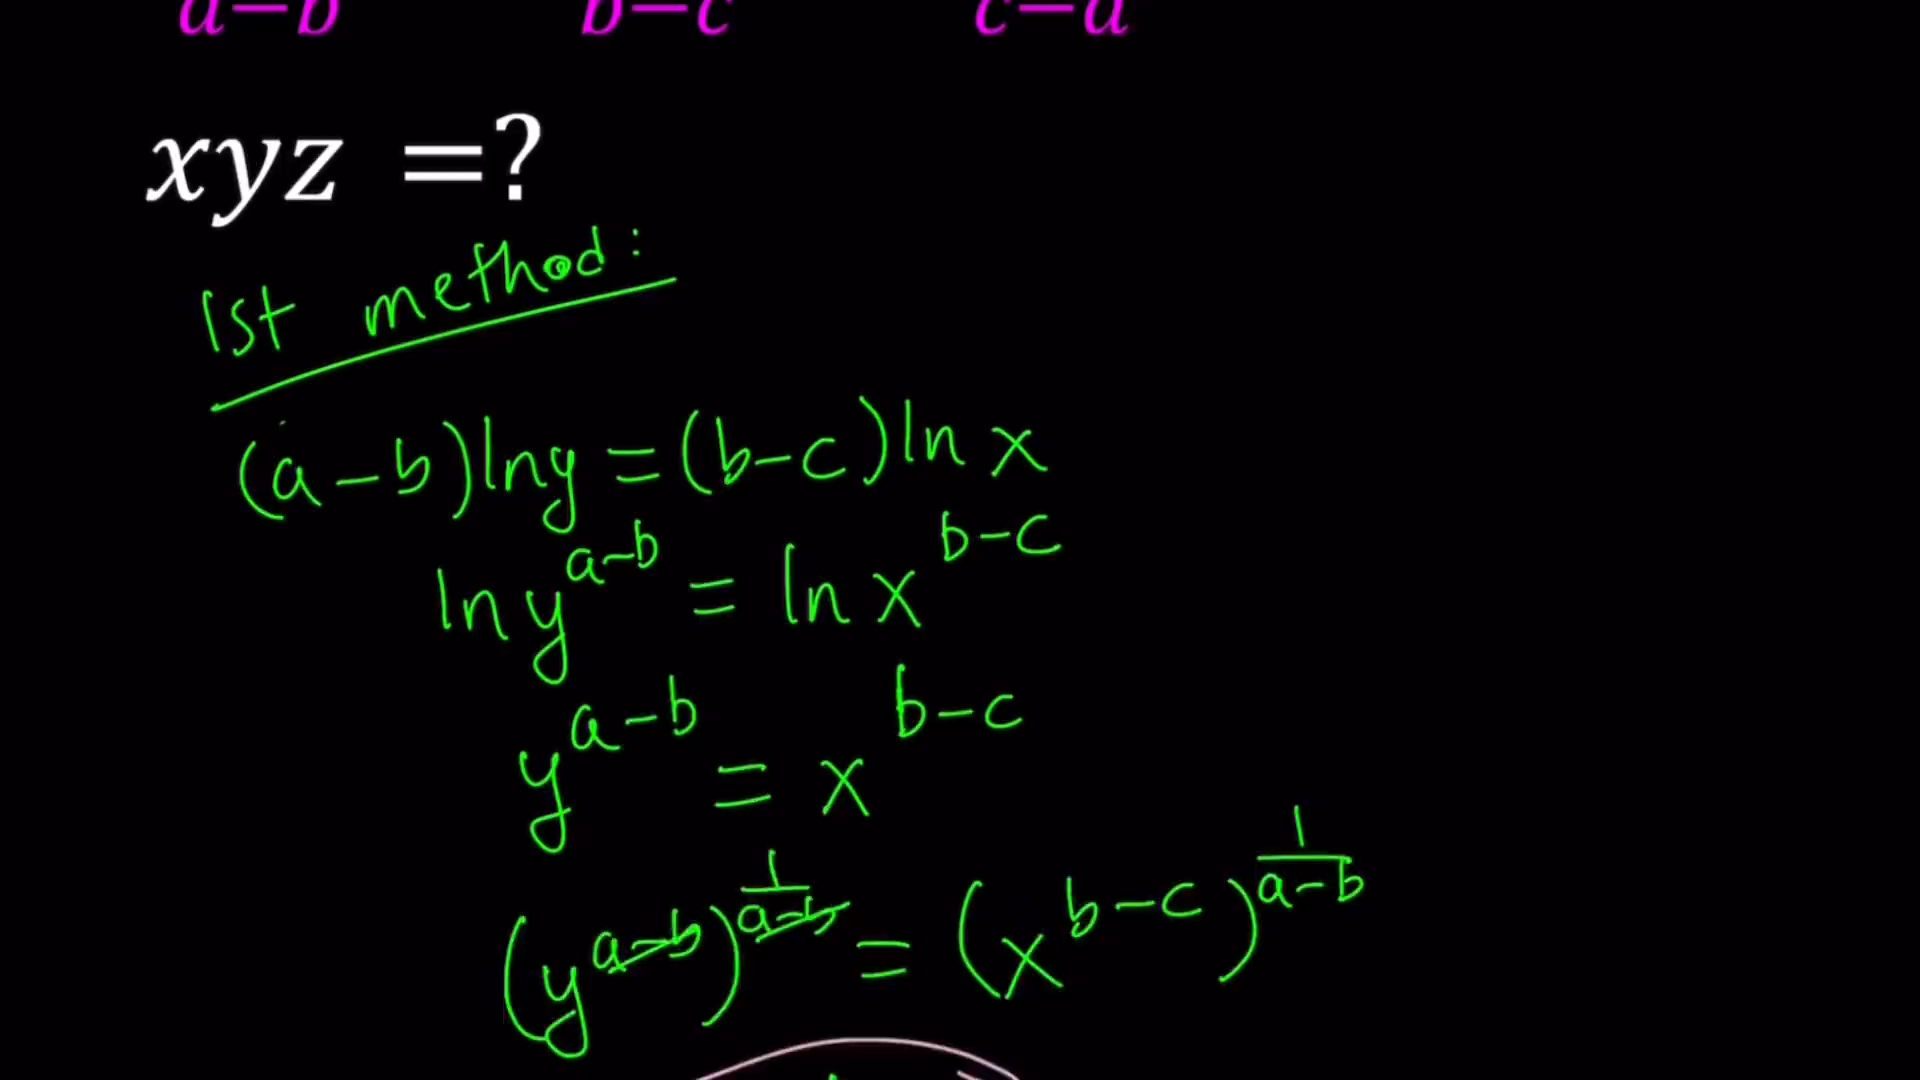 a−b b−c c−a
xyz =?
1st method:
(a−b)lny=(b−c)ln x
ln y^(a−b) = ln x^(b−c)
y^(a−b) = x^(b−c)
(y^(a−b))^(1/(a−b)) = (x^(b−c))^(1/(a−b))